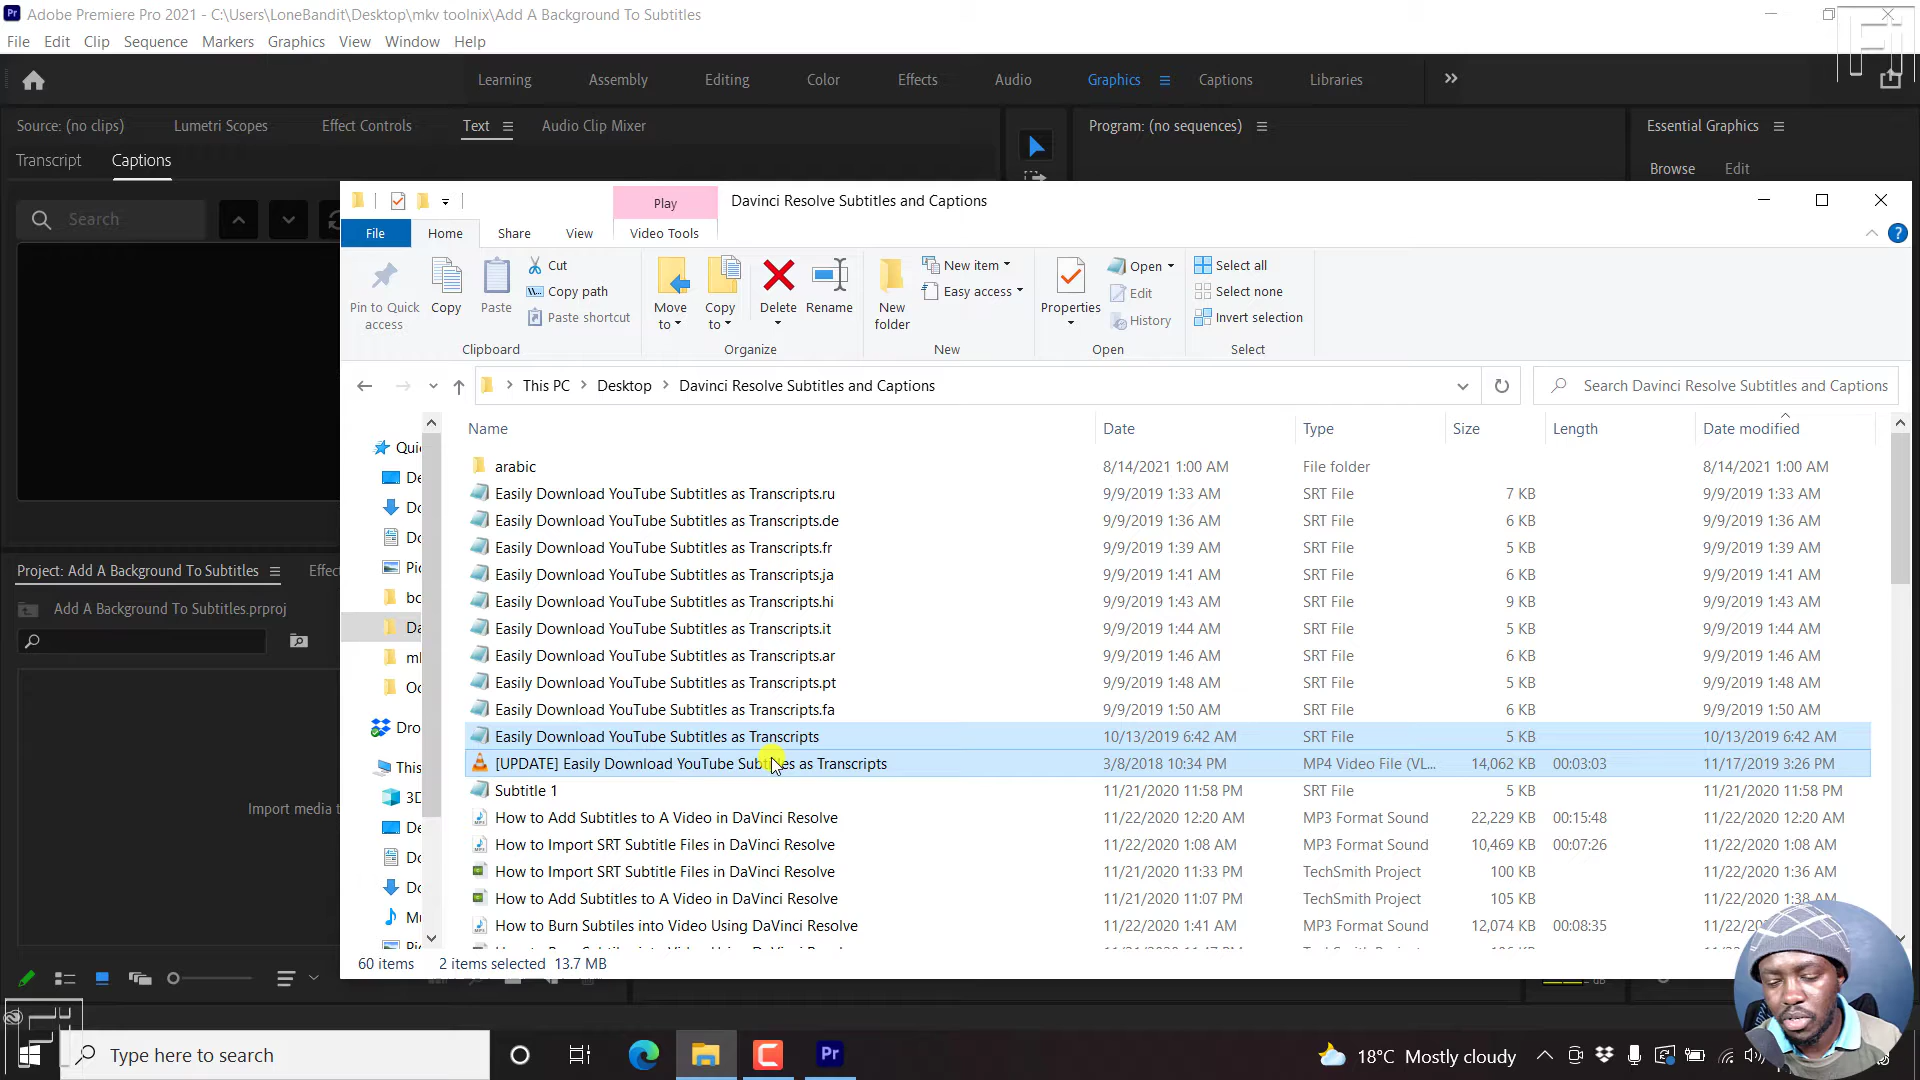 Adobe Premiere Pro 2021 - C:\Users\LoneBandit\Desktop\mkv toolnix\Add A Background To Subtitles
File Edit Clip Sequence Markers Graphics View Window Help
Learning Assembly Editing Color Effects Audio Graphics Captions Libraries
Source: (no clips) Lumetri Scopes Effect Controls Text Audio Clip Mixer Program: (no sequences) Essential Graphics
Transcript Captions Browse Edit
Search
Play Davinci Resolve Subtitles and Captions
File Home Share View Video Tools
Pin to Quick access Copy Paste Cut Copy path Paste shortcut
Move to Copy to Delete Rename New folder New item Easy access
Properties Open Edit History Select all Select none Invert selection
Clipboard Organize New Open Select
This PC Desktop Davinci Resolve Subtitles and Captions Search Davinci Resolve Subtitles and Captions
Name Date Type Size Length Date modified
arabic 8/14/2021 1:00 AM File folder 8/14/2021 1:00 AM
Easily Download YouTube Subtitles as Transcripts.ru 9/9/2019 1:33 AM SRT File 7 KB 9/9/2019 1:33 AM
Easily Download YouTube Subtitles as Transcripts.de 9/9/2019 1:36 AM SRT File 6 KB 9/9/2019 1:36 AM
Easily Download YouTube Subtitles as Transcripts.fr 9/9/2019 1:39 AM SRT File 5 KB 9/9/2019 1:39 AM
Easily Download YouTube Subtitles as Transcripts.ja 9/9/2019 1:41 AM SRT File 6 KB 9/9/2019 1:41 AM
Easily Download YouTube Subtitles as Transcripts.hi 9/9/2019 1:43 AM SRT File 9 KB 9/9/2019 1:43 AM
Easily Download YouTube Subtitles as Transcripts.it 9/9/2019 1:44 AM SRT File 5 KB 9/9/2019 1:44 AM
Easily Download YouTube Subtitles as Transcripts.ar 9/9/2019 1:46 AM SRT File 6 KB 9/9/2019 1:46 AM
Easily Download YouTube Subtitles as Transcripts.pt 9/9/2019 1:48 AM SRT File 5 KB 9/9/2019 1:48 AM
Easily Download YouTube Subtitles as Transcripts.fa 9/9/2019 1:50 AM SRT File 6 KB 9/9/2019 1:50 AM
Easily Download YouTube Subtitles as Transcripts 10/13/2019 6:42 AM SRT File 5 KB 10/13/2019 6:42 AM
[UPDATE] Easily Download YouTube Subtitles as Transcripts 3/8/2018 10:34 PM MP4 Video File (VL... 14,062 KB 00:03:03 11/17/2019 3:26 PM
Subtitle 1 11/21/2020 11:58 PM SRT File 5 KB 11/21/2020 11:58 PM
How to Add Subtitles to A Video in DaVinci Resolve 11/22/2020 12:20 AM MP3 Format Sound 22,229 KB 00:15:48 11/22/2020 12:20 AM
How to Import SRT Subtitle Files in DaVinci Resolve 11/22/2020 1:08 AM MP3 Format Sound 10,469 KB 00:07:26 11/22/2020 1:08 AM
How to Import SRT Subtitle Files in DaVinci Resolve 11/21/2020 11:33 PM TechSmith Project 100 KB 11/22/2020 1:36 AM
How to Add Subtitles to A Video in DaVinci Resolve 11/21/2020 11:07 PM TechSmith Project 105 KB 11/22/2020 1:38 AM
How to Burn Subtiles into Video Using DaVinci Resolve 11/22/2020 1:41 AM MP3 Format Sound 12,074 KB 00:08:35
60 items 2 items selected 13.7 MB
Project: Add A Background To Subtitles Effec
Add A Background To Subtitles.prproj
Import media t
Type here to search 18°C Mostly cloudy